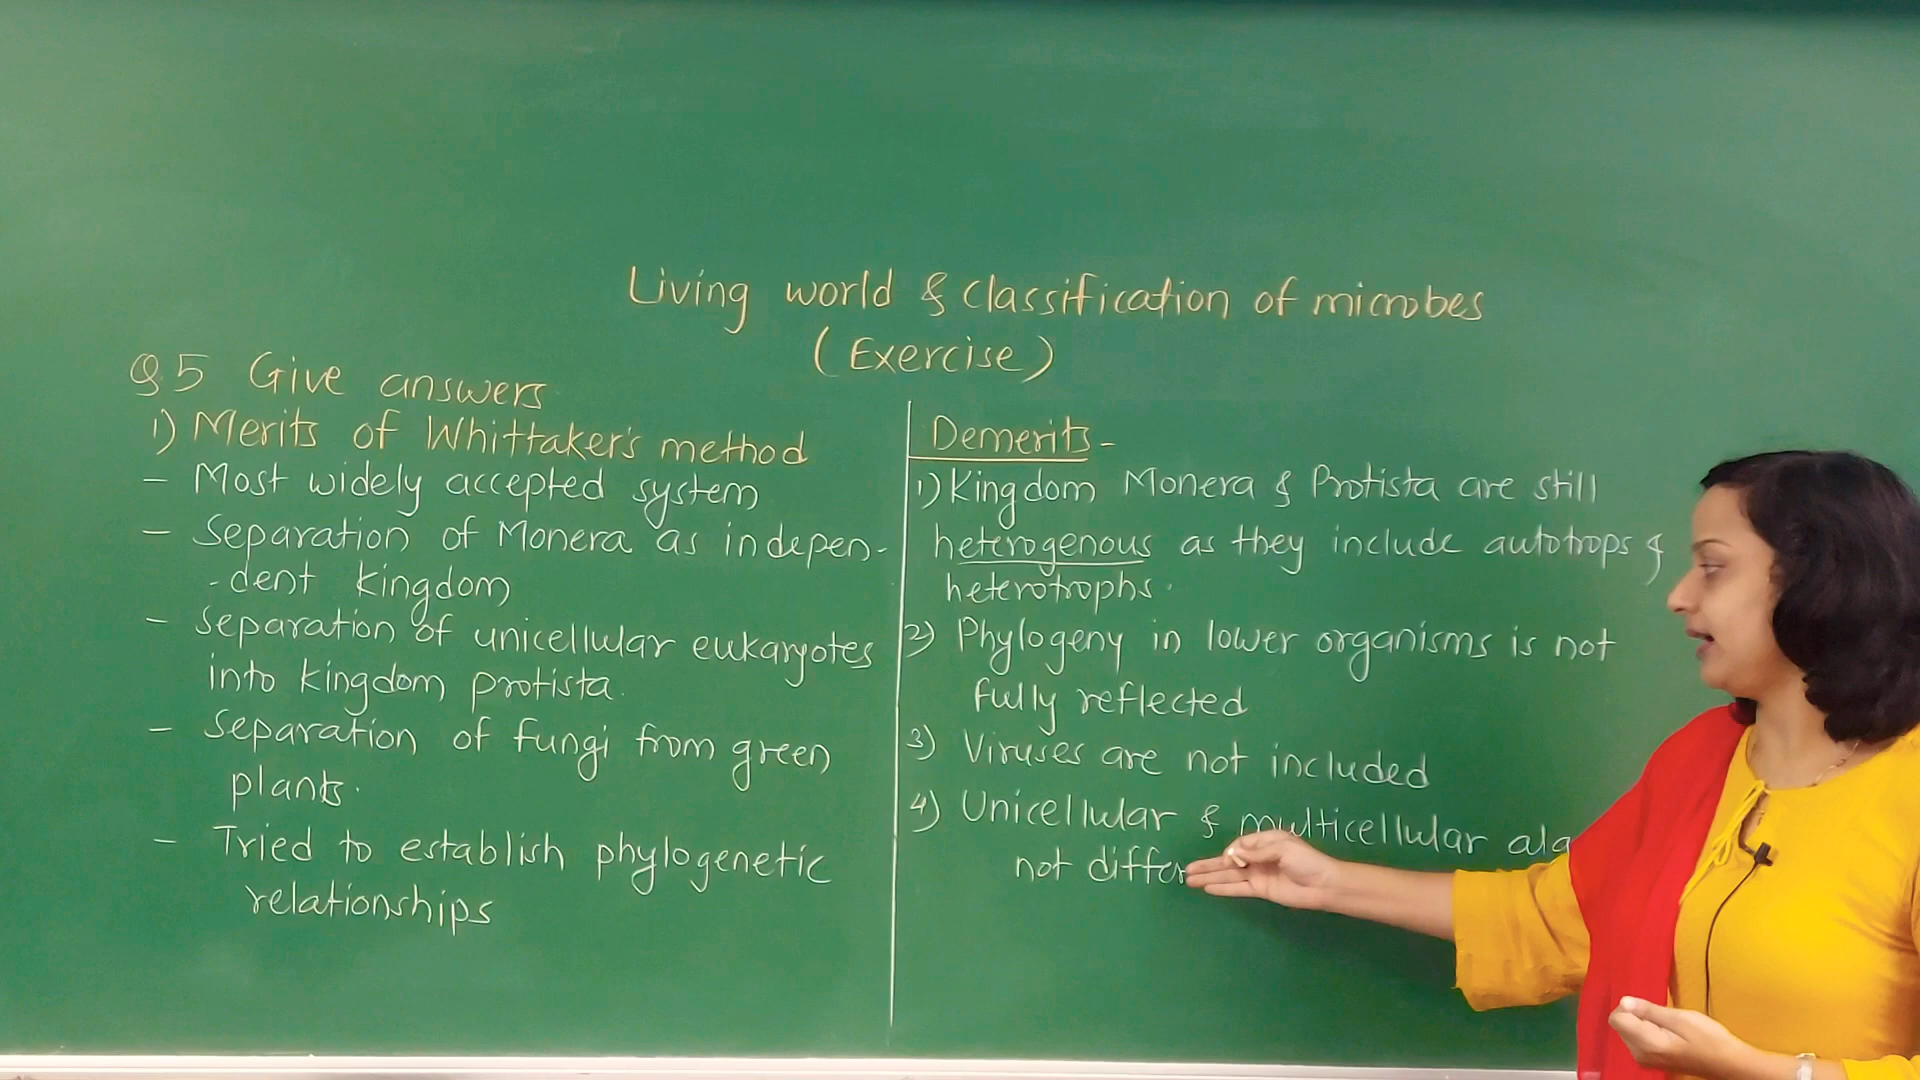 Living world & classification of microbes
(Exercise)
Q.5 Give answers
1) Merits of Whittaker's method
- Most widely accepted system
- Separation of Monera as indepen-
-dent kingdom
- Separation of unicellular eukaryotes
into kingdom protista.
- Separation of fungi from green
plants.
- Tried to establish phylogenetic
relationships
Demerits -
1) Kingdom Monera & Protista are still
heterogenous as they include autotrops &
heterotrophs.
2) Phylogeny in lower organisms is not
fully reflected
3) Viruses are not included
4) Unicellular & multicellular
not